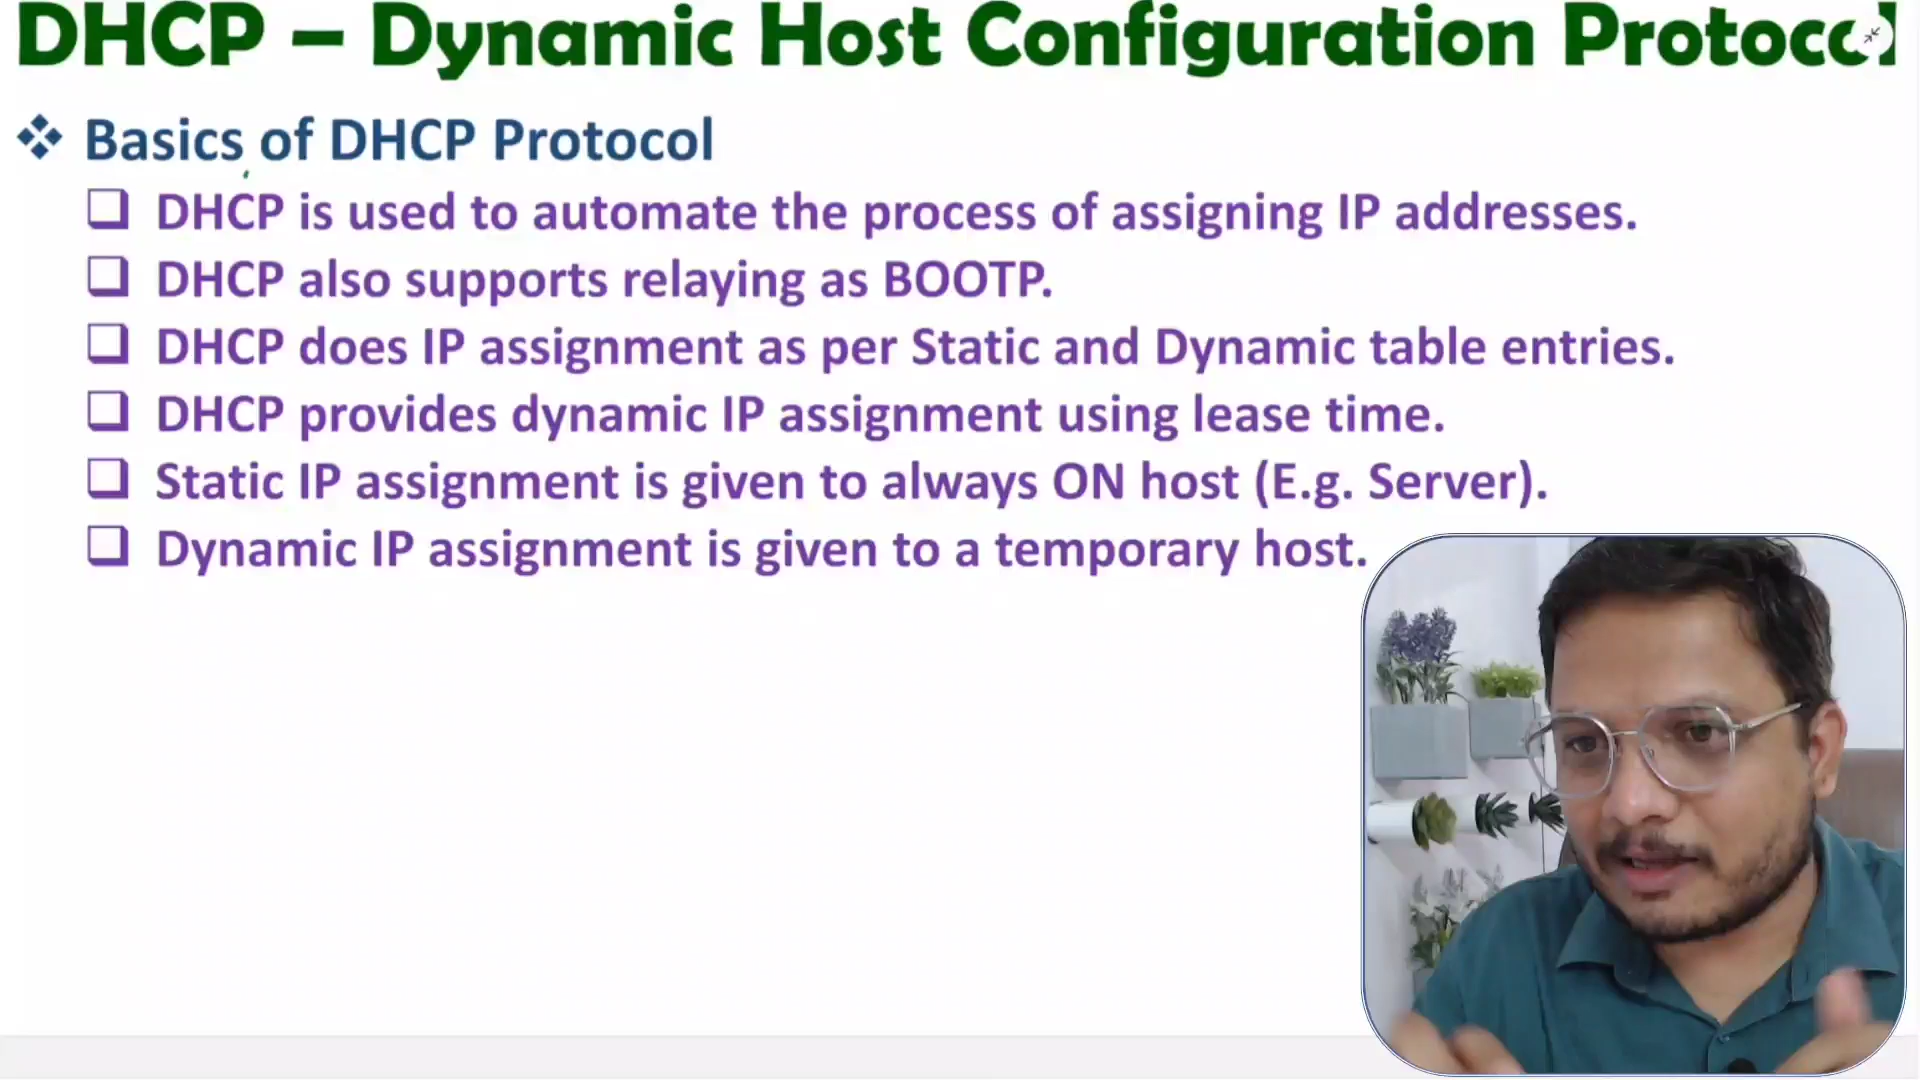 DHCP – Dynamic Host Configuration Protocol
Basics of DHCP Protocol
DHCP is used to automate the process of assigning IP addresses.
DHCP also supports relaying as BOOTP.
DHCP does IP assignment as per Static and Dynamic table entries.
DHCP provides dynamic IP assignment using lease time.
Static IP assignment is given to always ON host (E.g. Server).
Dynamic IP assignment is given to a temporary host.